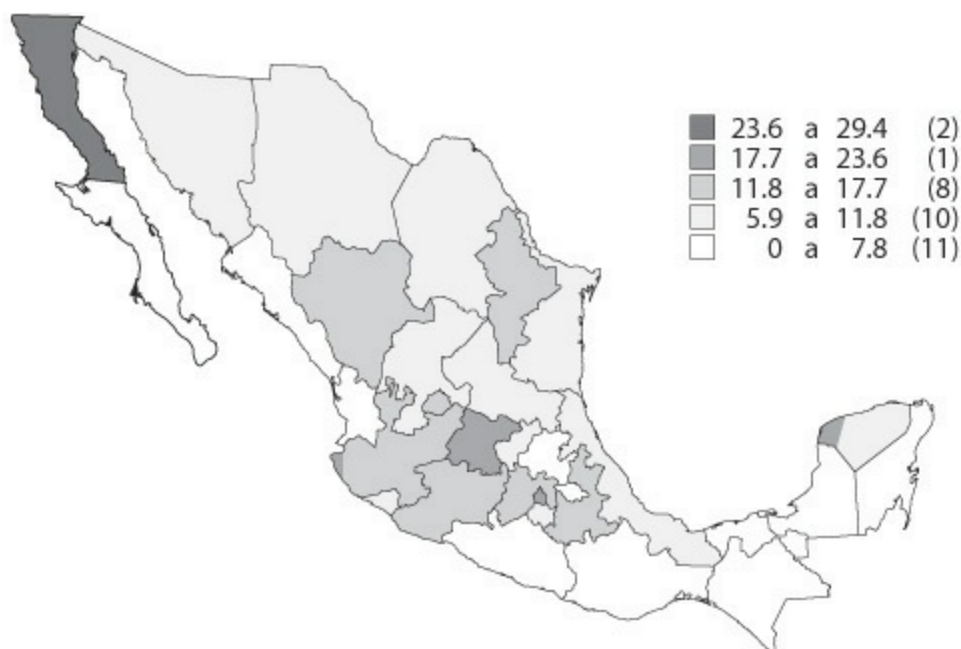 23.6 a 29.4 (2)
17.7 a 23.6 (1)
11.8 a 17.7 (8)
5.9 a 11.8 (10)
0 a 7.8 (11)